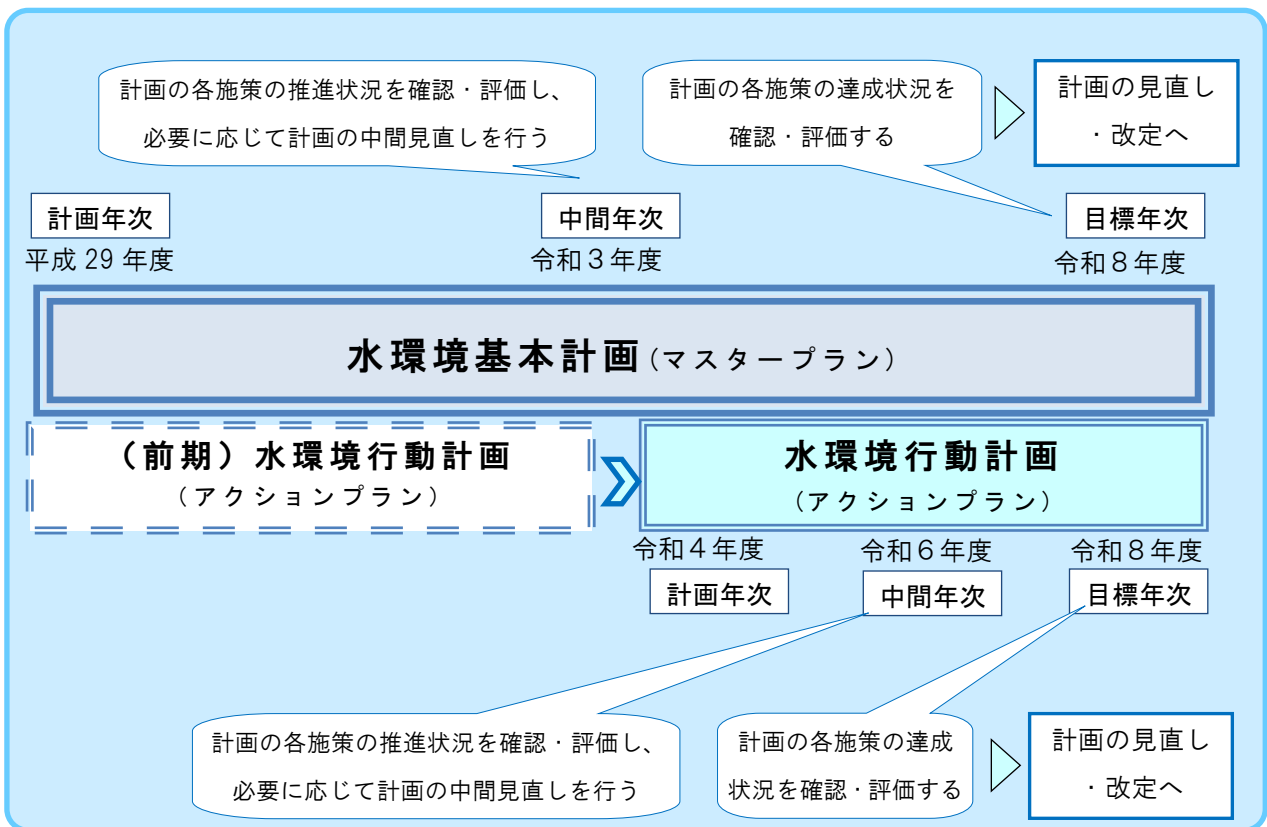 計画の各施策の推進状況を確認・評価し、
必要に応じて計画の中間見直しを行う
計画の各施策の達成状況を
確認・評価する
計画の見直し
・改定へ
計画年次
平成 29 年度
中間年次
令和３年度
目標年次
令和８年度
水環境基本計画(マスタープラン)
（前期）水環境行動計画
（アクションプラン）
水環境行動計画
（アクションプラン）
令和４年度
計画年次
令和６年度
中間年次
令和８年度
目標年次
計画の各施策の推進状況を確認・評価し、
必要に応じて計画の中間見直しを行う
計画の各施策の達成
状況を確認・評価する
計画の見直し
・改定へ